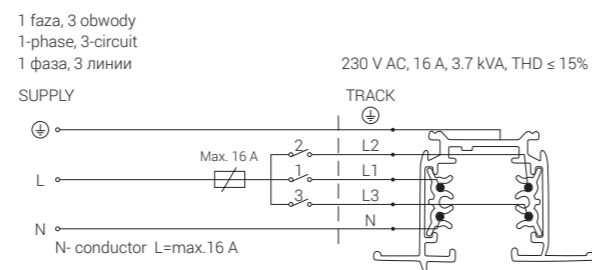 1 faza, 3 obwody
1-phase, 3-circuit
1 фаза, 3 линии
230 V AC, 16 A, 3.7 kVA, THD ≤ 15%
SUPPLY
TRACK
2
L2
Max. 16 A
L
1
L1
3
L3
N
N
N- conductor L=max.16 A